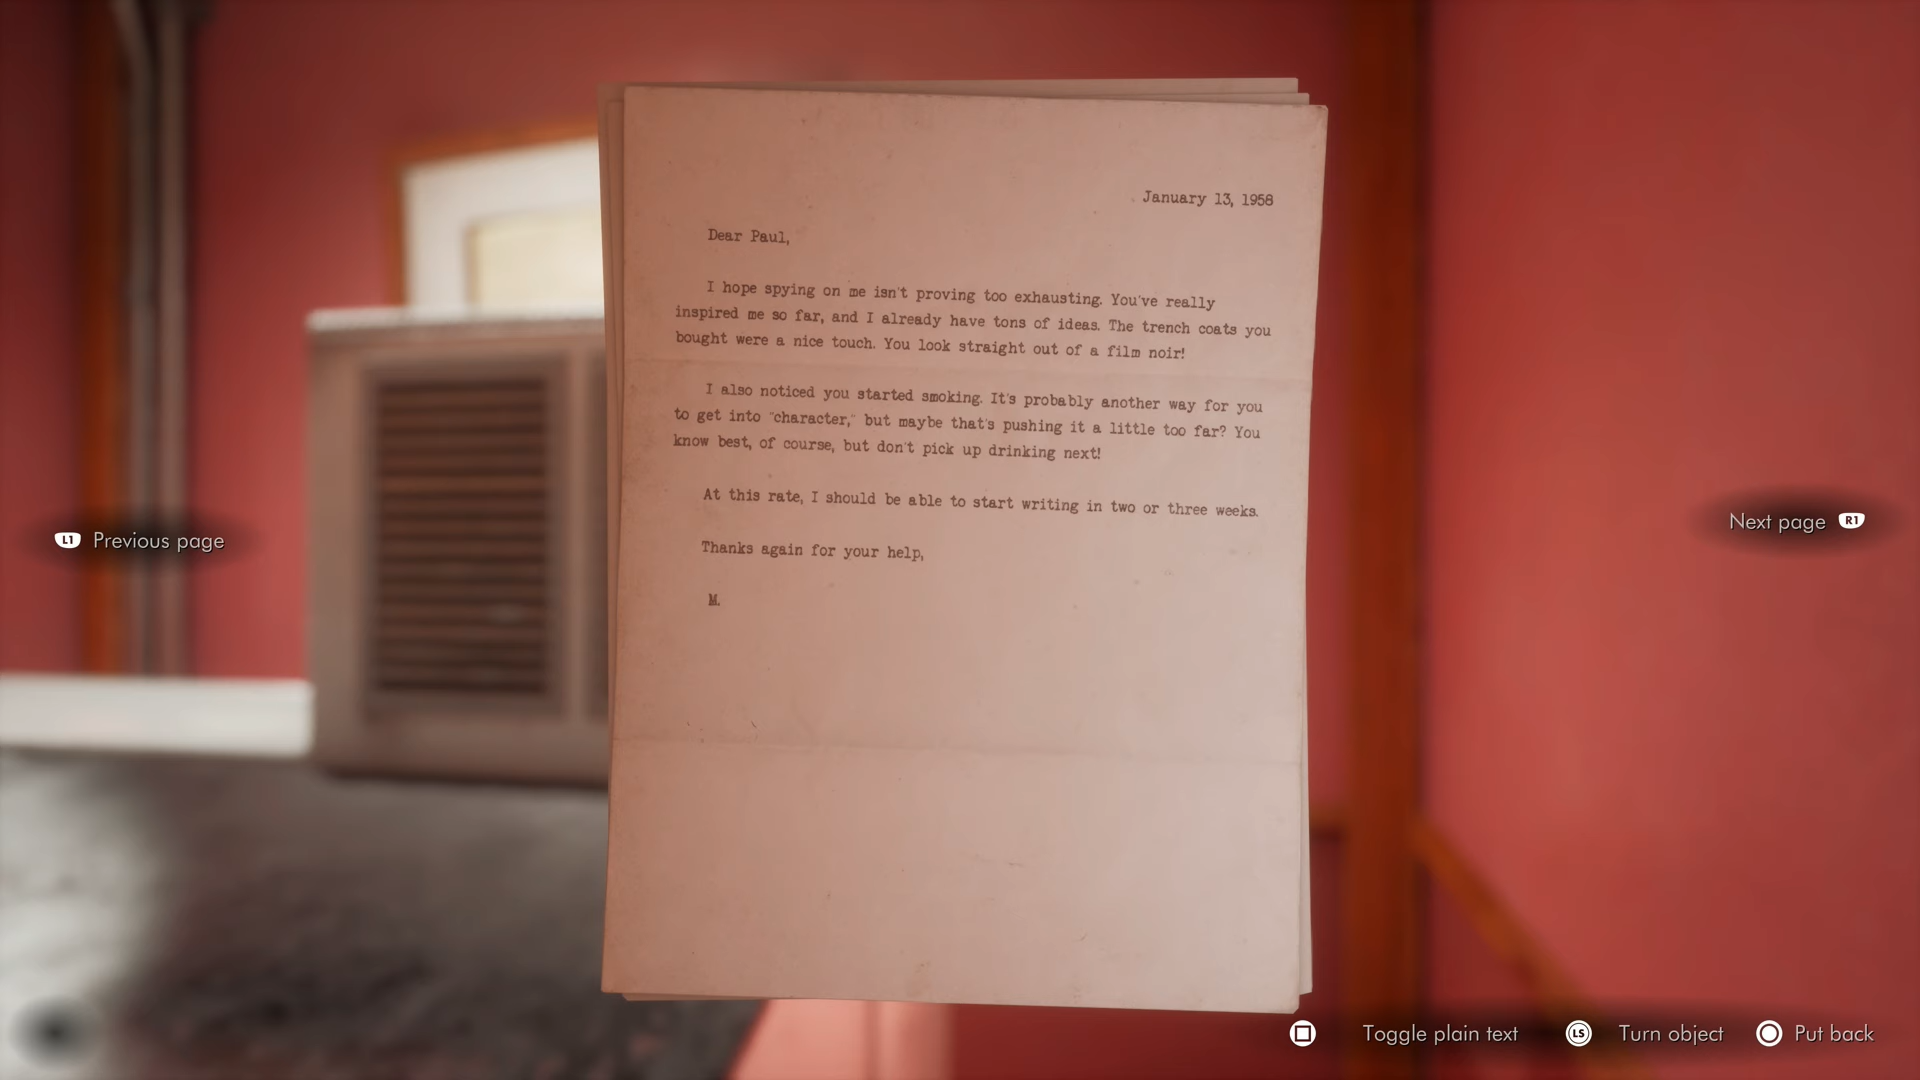 January 13, 1958
Dear Paul,
I hope spying on me isn't proving too exhausting. You've really
inspired me so far, and I already have tons of ideas. The trench coats you
bought were a nice touch. You look straight out of a film noir!
I also noticed you started smoking. It's probably another way for you
to get into "character," but maybe that's pushing it a little too far? You
know best, of course, but don't pick up drinking next!
At this rate, I should be able to start writing in two or three weeks.
Thanks again for your help,
M.
L1 Previous page
Next page R1
Toggle plain text LS Turn object Put back